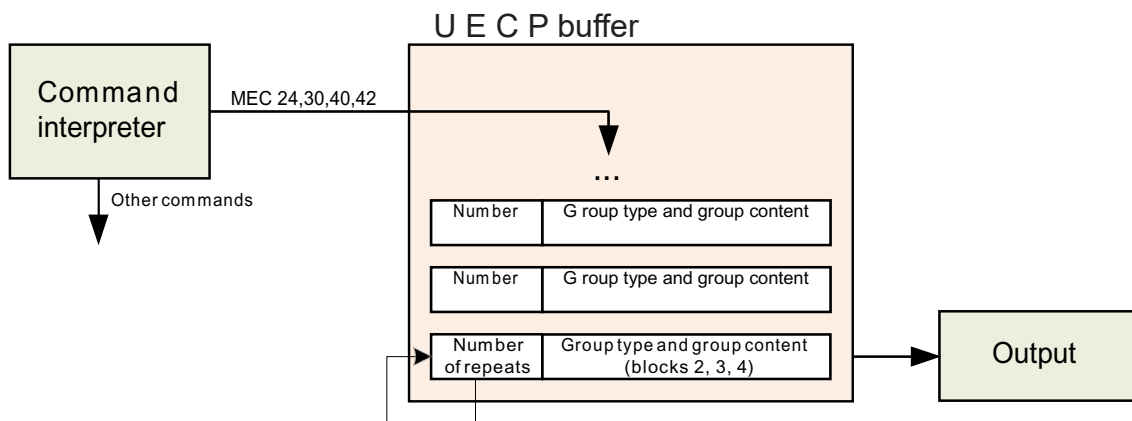 U E C P buffer
Command
interpreter
MEC 24,30,40,42
Other commands
...
Number
G roup type and group content
Number
G roup type and group content
Number
of repeats
Group type and group content
(blocks 2, 3, 4)
Output